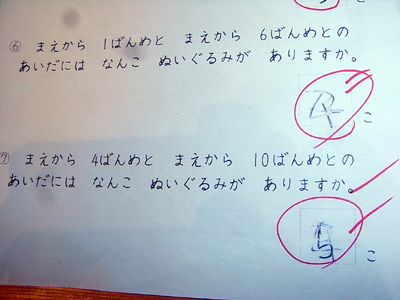 ⑥ まえから 1ばんめと まえから 6ばんめとの
あいだには なんこ ぬいぐるみが ありますか。
4 こ
⑦ まえから 4ばんめと まえから 10ばんめとの
あいだには なんこ ぬいぐるみが ありますか。
5 こ